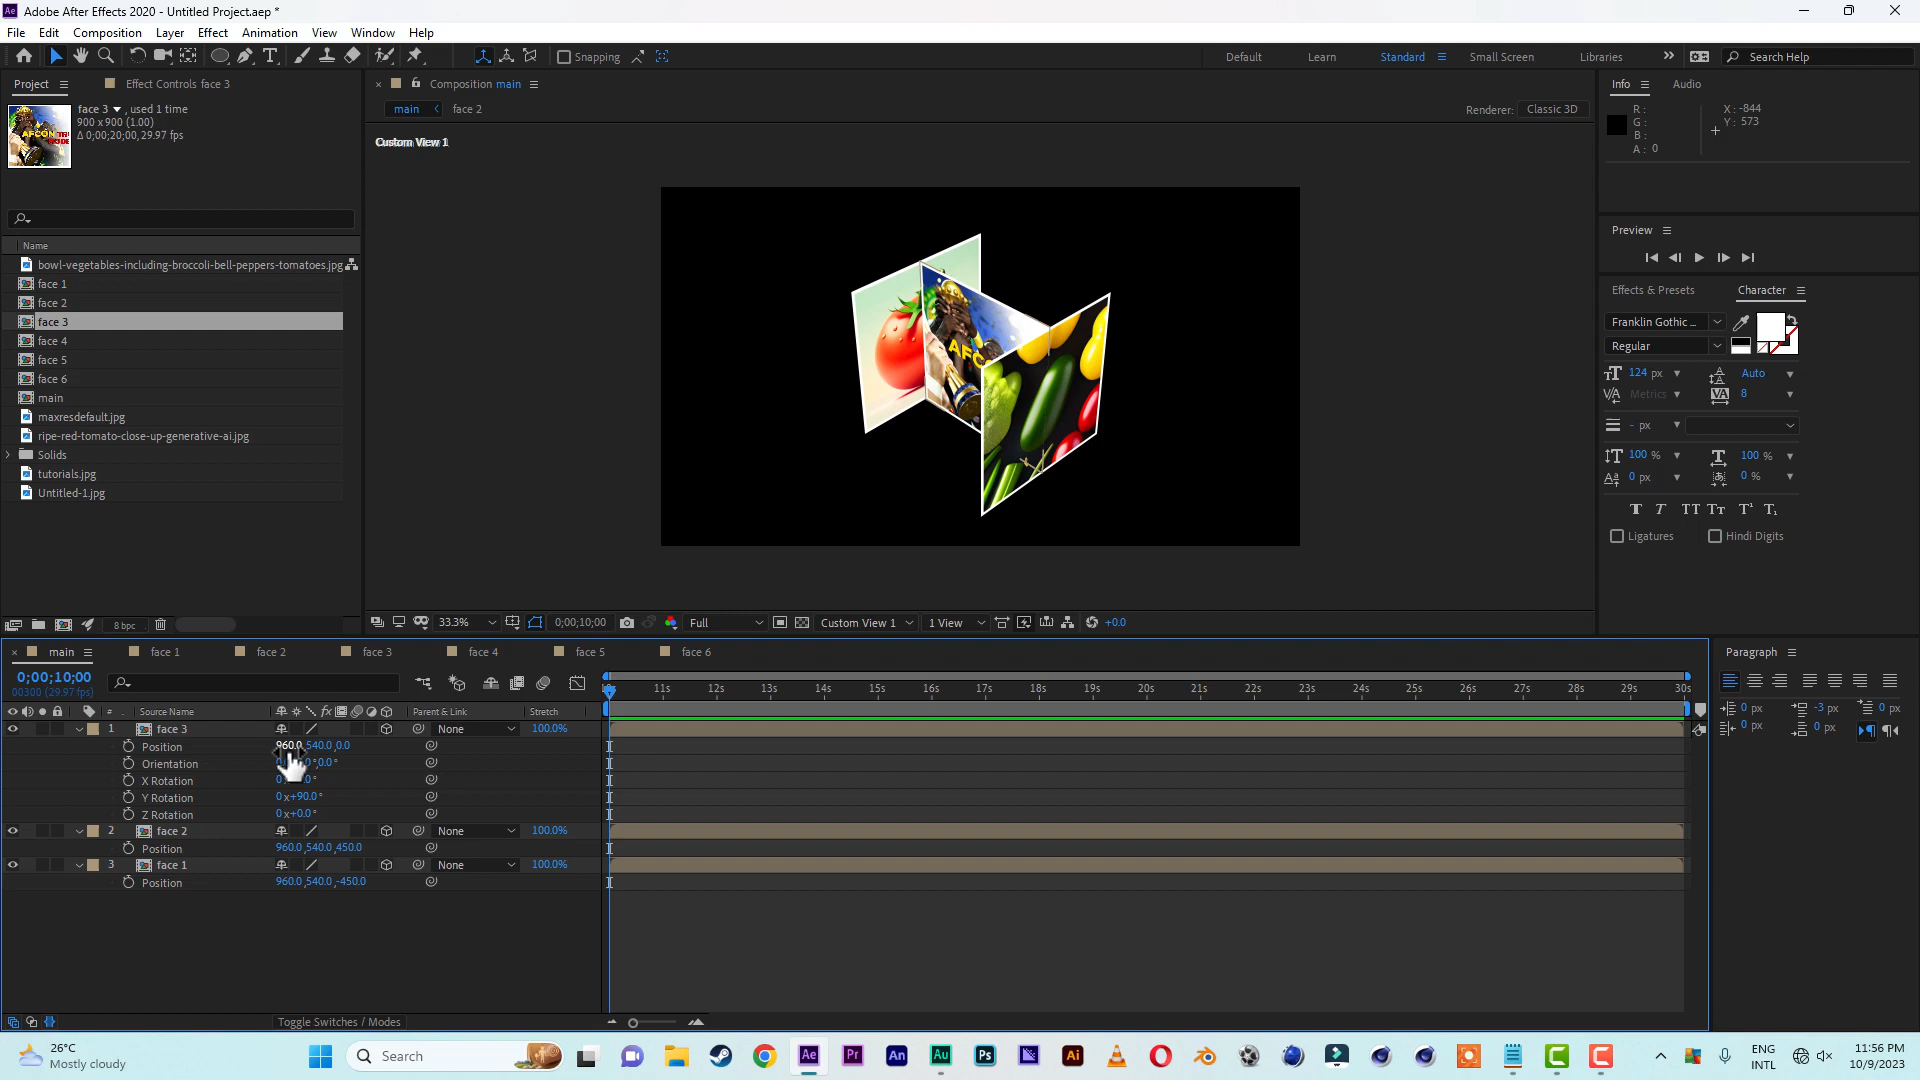 Adobe After Effects 2020 - Untitled Project.aep *
File Edit Composition Layer Effect Animation View Window Help
Snapping Default Learn Standard Small Screen Libraries Search Help
Project Effect Controls face 3
face 3 , used 1 time
900 x 900 (1.00)
Δ 0;00;20;00, 29.97 fps
Name
bowl-vegetables-including-broccoli-bell-peppers-tomatoes.jpg
face 1
face 2
face 3
face 4
face 5
face 6
main
maxresdefault.jpg
ripe-red-tomato-close-up-generative-ai.jpg
Solids
tutorials.jpg
Untitled-1.jpg
8 bpc
Composition main
main face 2
Renderer: Classic 3D
Custom View 1
33.3% 0;00;10;00 Full Custom View 1 1 View +0.0
Info Audio
R : X : -844
G : Y : 573
B :
A : 0
Preview
Effects & Presets Character
Franklin Gothic ...
Regular
124 px Auto
Metrics 8
- px
100 % 100 %
0 px 0 %
Ligatures Hindi Digits
main face 1 face 2 face 3 face 4 face 5 face 6
0;00;10;00
00300 (29.97 fps)
11s 12s 13s 14s 15s 16s 17s 18s 19s 20s 21s 22s 23s 24s 25s 26s 27s 28s 29s 30s
# Source Name Parent & Link Stretch
1 face 3 None 100.0%
Position 960.0,540.0,0.0
Orientation
X Rotation
Y Rotation 0 x+90.0°
Z Rotation 0 x+0.0°
2 face 2 None 100.0%
Position 960.0,540.0,450.0
3 face 1 None 100.0%
Position 960.0,540.0,-450.0
Toggle Switches / Modes
Paragraph
0 px -3 px 0 px
0 px 0 px
26°C
Mostly cloudy
Search
ENG
INTL
11:56 PM
10/9/2023